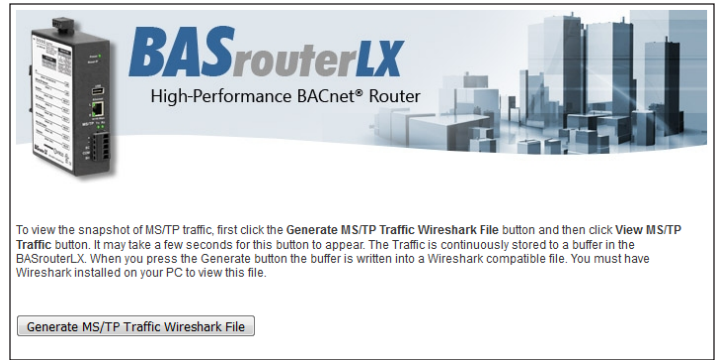 BASrouterLX
High-Performance BACnet® Router
To view the snapshot of MS/TP traffic, first click the Generate MS/TP Traffic Wireshark File button and then click View MS/TP
Traffic button. It may take a few seconds for this button to appear. The Traffic is continuously stored to a buffer in the
BASrouterLX. When you press the Generate button the buffer is written into a Wireshark compatible file. You must have
Wireshark installed on your PC to view this file.
Generate MS/TP Traffic Wireshark File